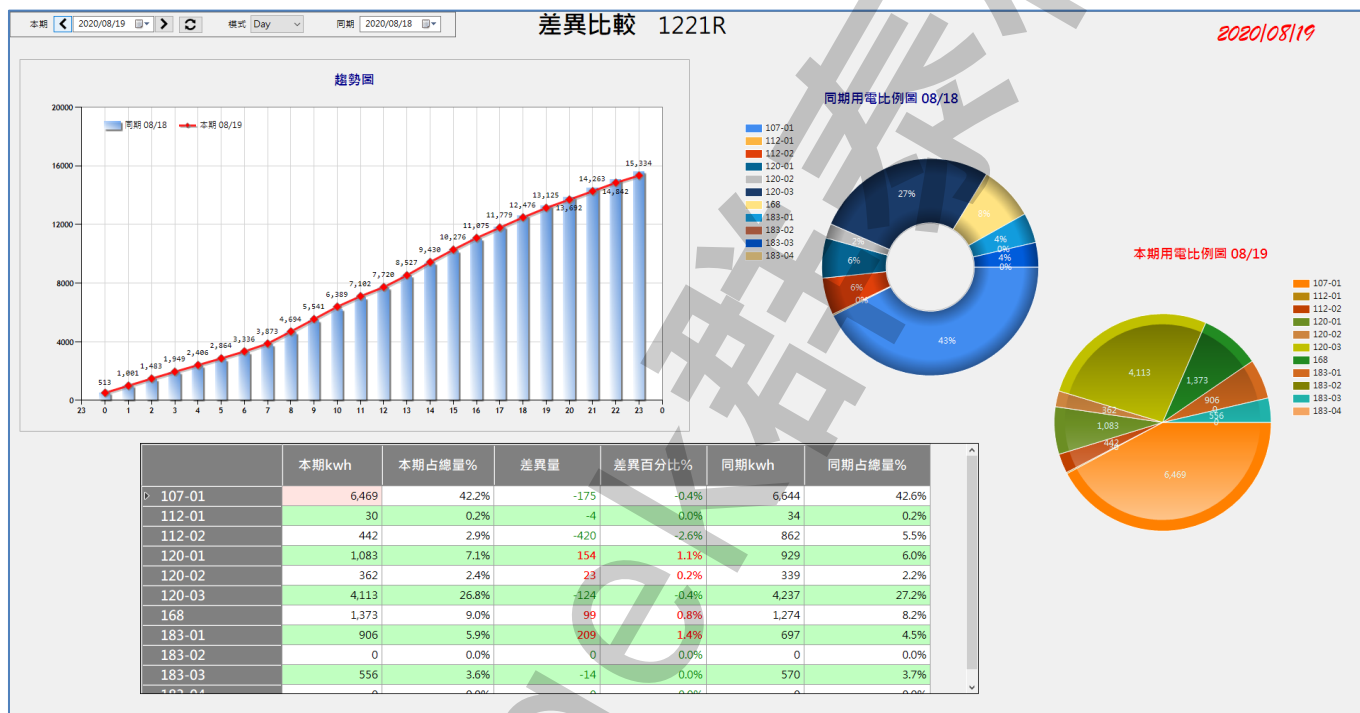 本期 2020/08/19 模式 Day 同期 2020/08/18
差異比較 1221R
2020/08/19
趨勢圖
同期 08/18 本期 08/19
20000
16000
12000
8000
4000
0
513 1,001 1,483 1,949 2,406 2,864 3,336 3,873 4,694 5,541 6,389 7,102 7,720 8,527 9,430 10,276 11,075 11,779 12,476 13,125 13,692 14,263 14,842 15,334
23 0 1 2 3 4 5 6 7 8 9 10 11 12 13 14 15 16 17 18 19 20 21 22 23 0
同期用電比例圖 08/18
107-01
112-01
112-02
120-01
120-02
120-03
168
183-01
183-02
183-03
183-04
27%
8%
4%
0%
4%
0%
43%
0%
6%
6%
2%
本期用電比例圖 08/19
107-01
112-01
112-02
120-01
120-02
120-03
168
183-01
183-02
183-03
183-04
4,113
1,373
906
0
556
0
6,469
442
1,083
362
本期kwh 本期占總量% 差異量 差異百分比% 同期kwh 同期占總量%
107-01 6,469 42.2% -175 -0.4% 6,644 42.6%
112-01 30 0.2% -4 0.0% 34 0.2%
112-02 442 2.9% -420 -2.6% 862 5.5%
120-01 1,083 7.1% 154 1.1% 929 6.0%
120-02 362 2.4% 23 0.2% 339 2.2%
120-03 4,113 26.8% -124 -0.4% 4,237 27.2%
168 1,373 9.0% 99 0.8% 1,274 8.2%
183-01 906 5.9% 209 1.4% 697 4.5%
183-02 0 0.0% 0 0.0% 0 0.0%
183-03 556 3.6% -14 0.0% 570 3.7%
183-04 0 0.0% 0 0.0% 0 0.0%